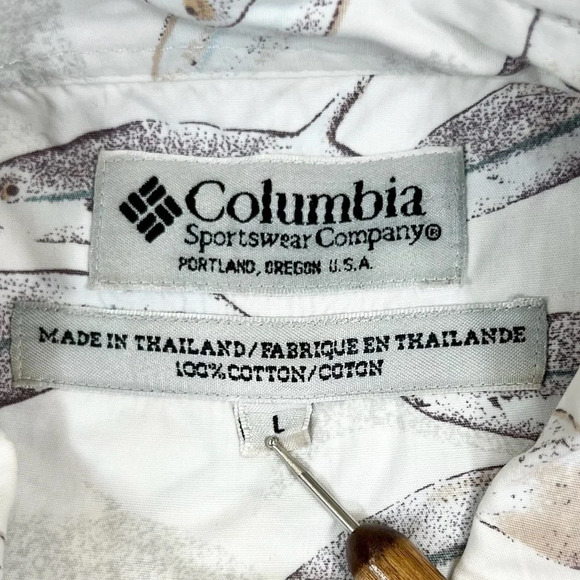 Columbia
Sportswear Company®
PORTLAND, OREGON U.S.A.
MADE IN THAILAND/FABRIQUE EN THAILANDE
100% COTTON/COTON
L